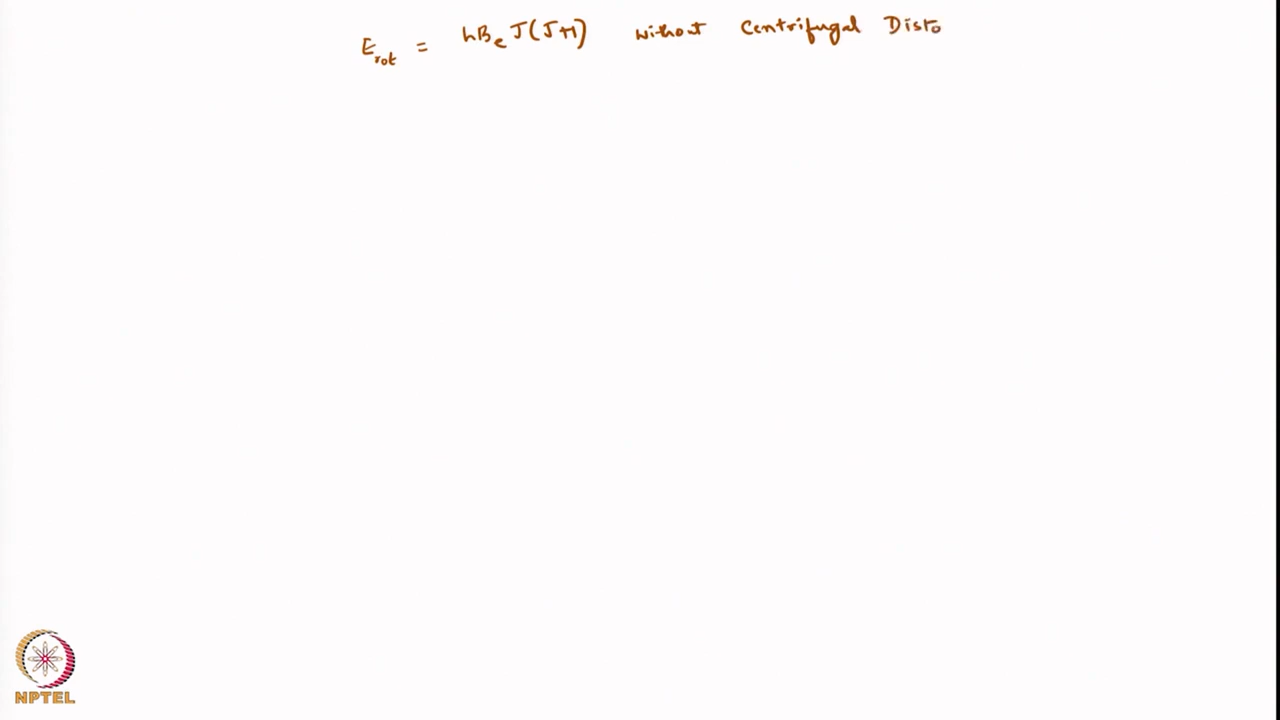 E_rot = hB_e J(J+1) without Centrifugal Disto
NPTEL